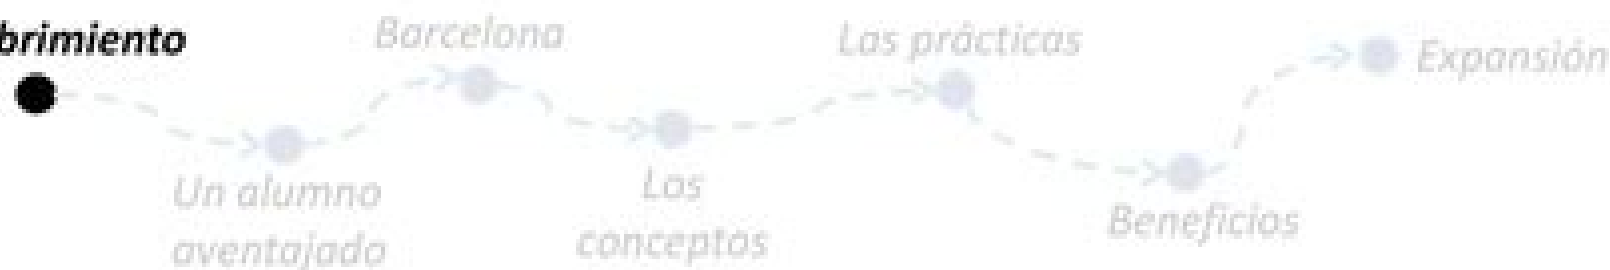 brimiento
Barcelona
Las prácticas
Expansión
Un alumno
aventajado
Los
conceptos
Beneficios